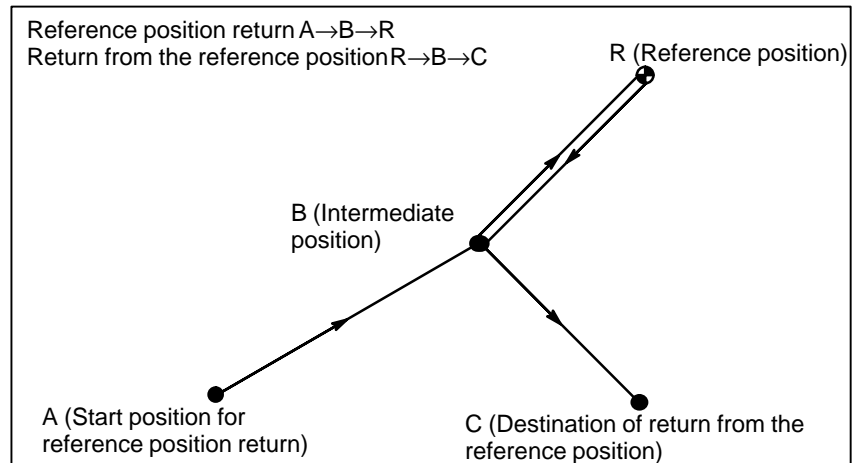 Reference position return A→B→R
Return from the reference position R→B→C
R (Reference position)
B (Intermediate
position)
A (Start position for
reference position return)
C (Destination of return from the
reference position)